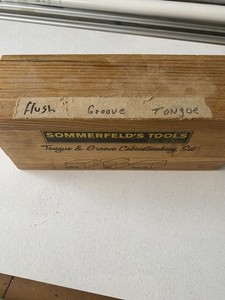 flush Groove Tongue
SOMMERFELD'S TOOLS
Tongue & Groove Cabinetmaking Set